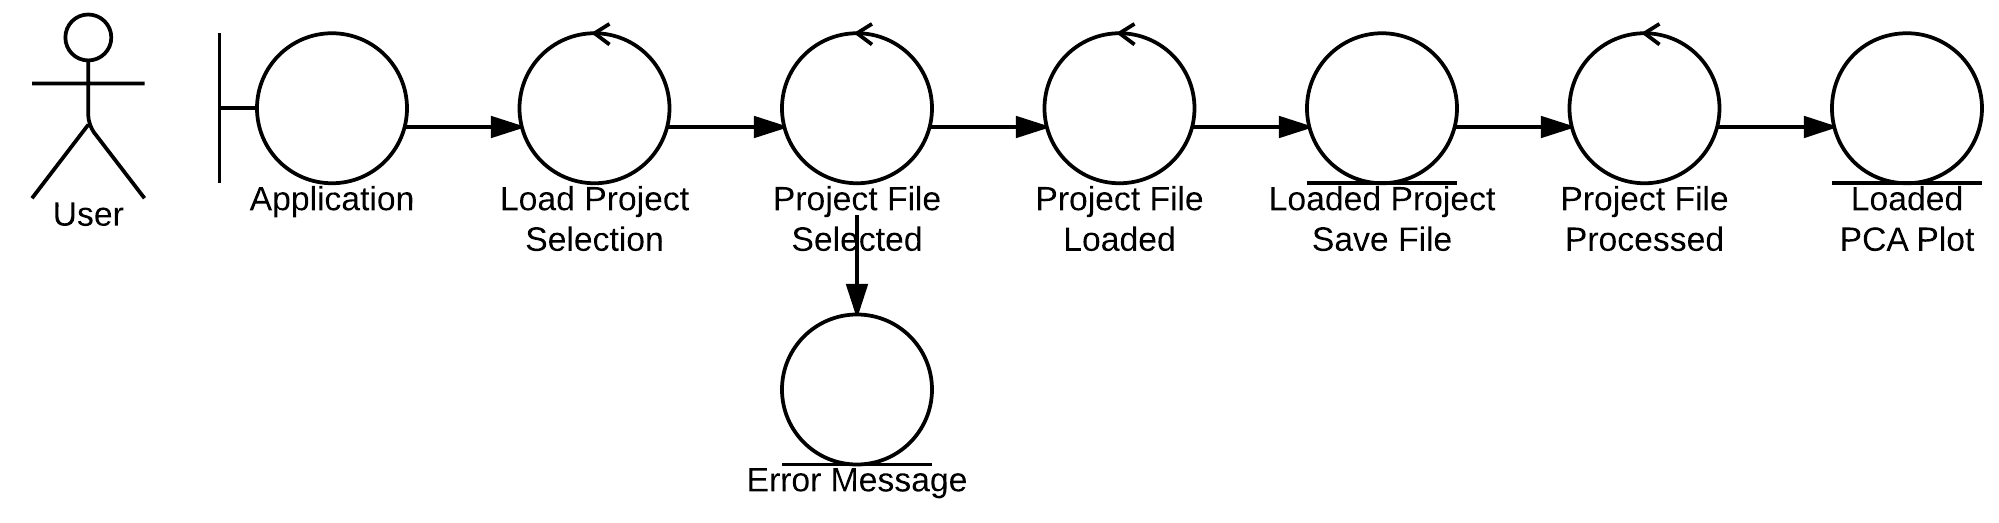 User
Application
Load Project
Selection
Project File
Selected
Project File
Loaded
Loaded Project
Save File
Project File
Processed
Loaded
PCA Plot
Error Message